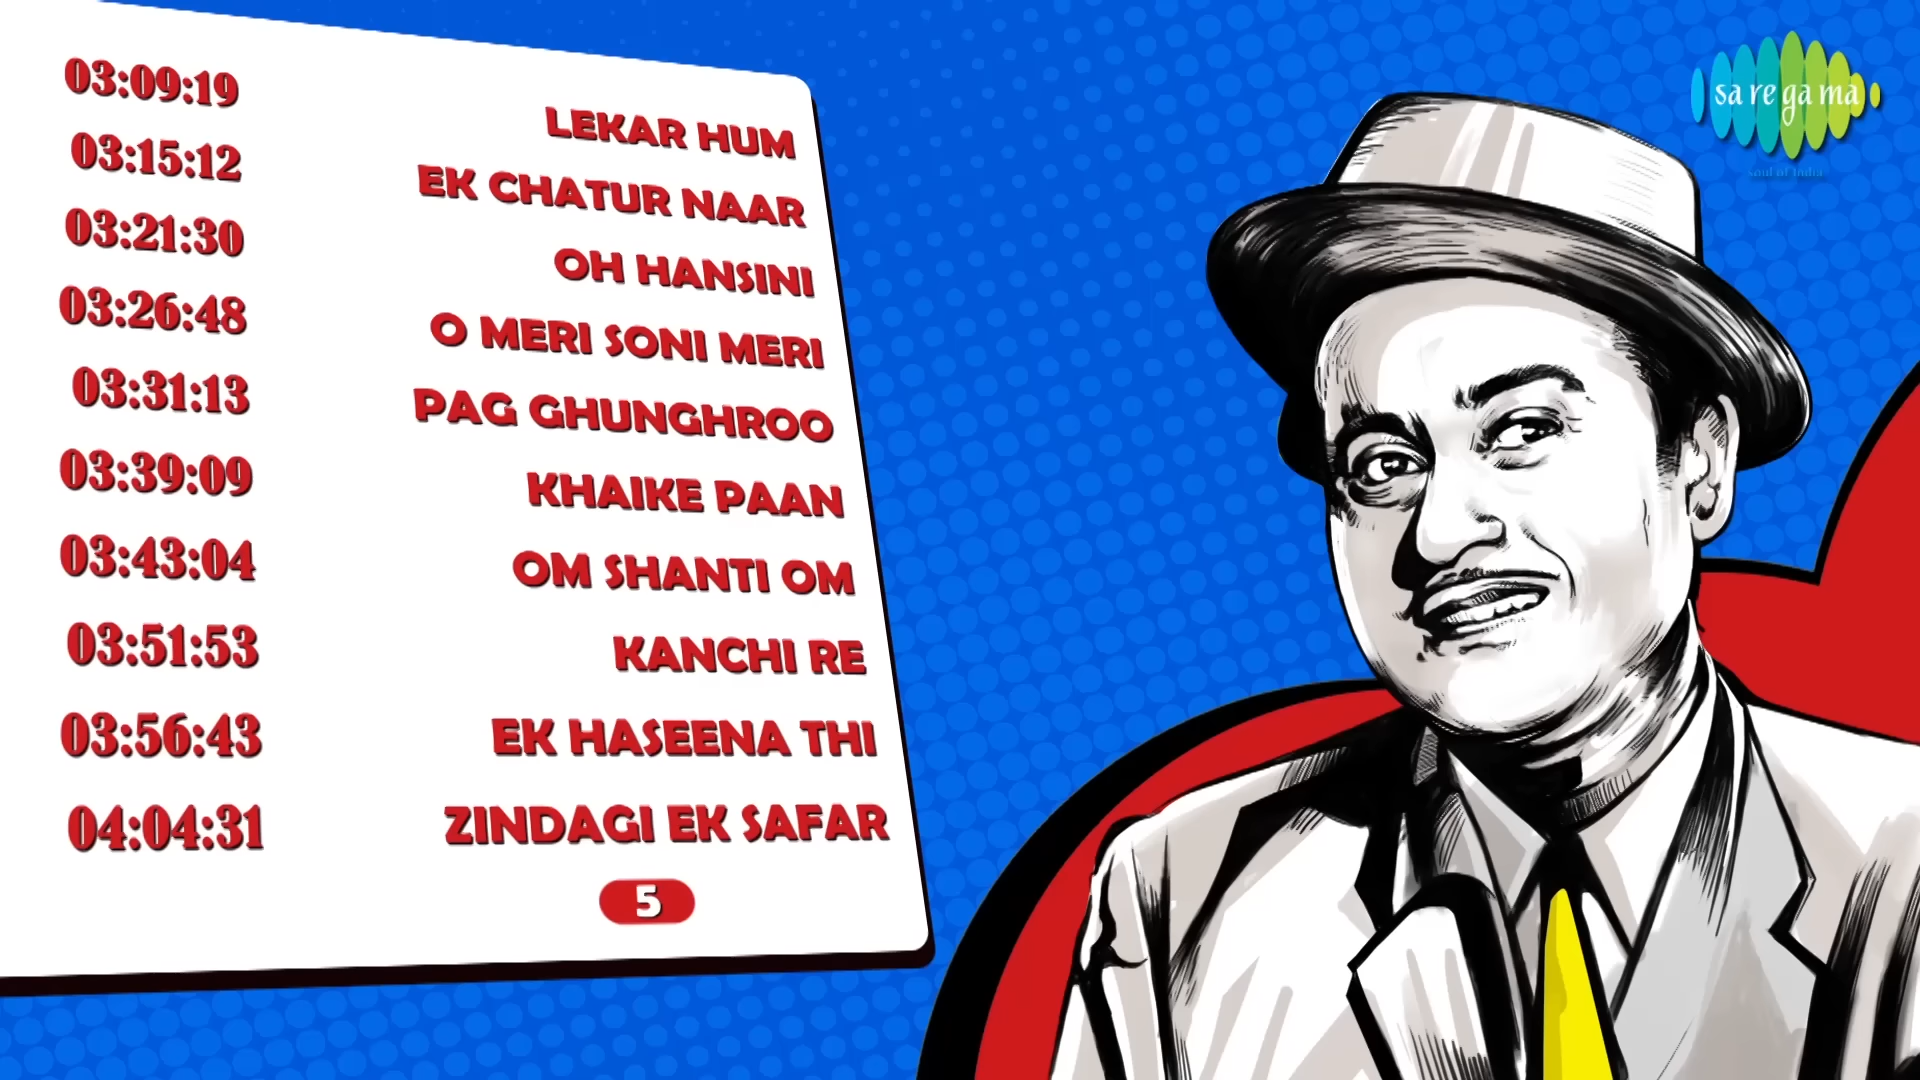 03:09:19 LEKAR HUM
03:15:12 EK CHATUR NAAR
03:21:30 OH HANSINI
03:26:48 O MERI SONI MERI
03:31:13 PAG GHUNGHROO
03:39:09 KHAIKE PAAN
03:43:04 OM SHANTI OM
03:51:53 KANCHI RE
03:56:43 EK HASEENA THI
04:04:31 ZINDAGI EK SAFAR
5
sa re ga ma
soul of India